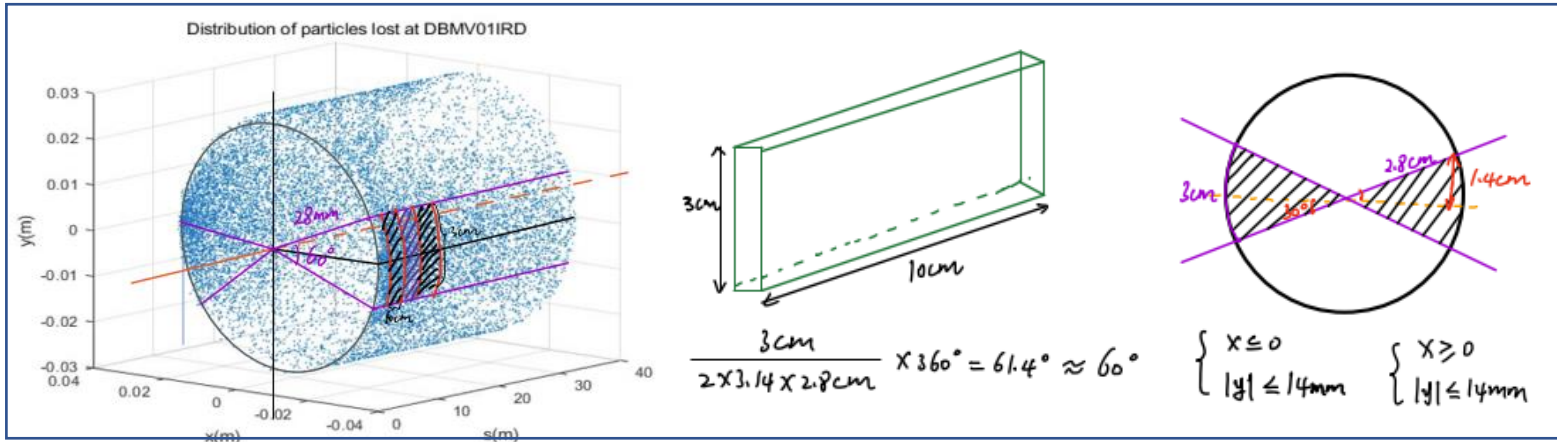 Distribution of particles lost at DBMV01IRD
0.03
0.02
0.01
0
-0.01
-0.02
-0.03
y(m)
0.04
0.02
0
-0.02
-0.04
x(m)
0
10
20
30
40
s(m)
28mm
60°
3cm
10cm
3cm
10cm
3cm
2×3.14×2.8cm
×360° = 61.4° ≈ 60°
2.8cm
1.4cm
3cm
30°
x ≤ 0
|y| ≤ 14mm
x ≥ 0
|y| ≤ 14mm